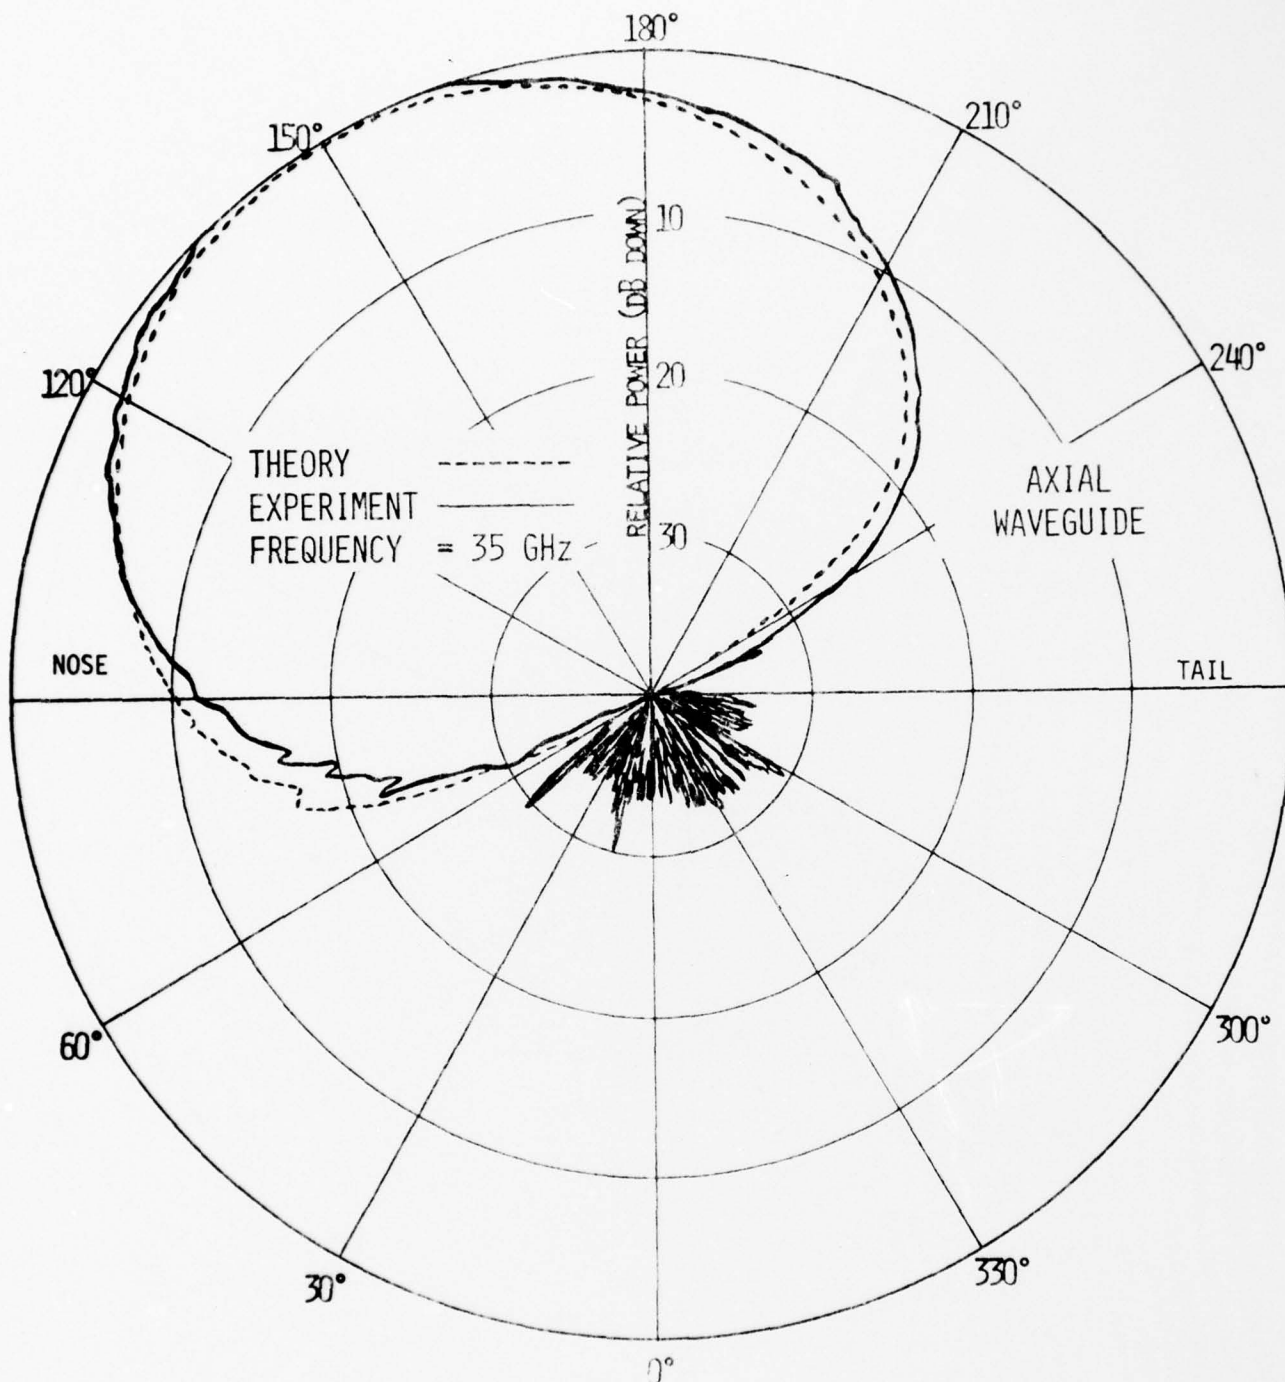 180°
150°
210°
RELATIVE POWER (DB DOWN)
10
120°
20
240°
THEORY
EXPERIMENT
FREQUENCY = 35 GHz
30
AXIAL
WAVEGUIDE
NOSE
TAIL
60°
300°
30°
330°
0°